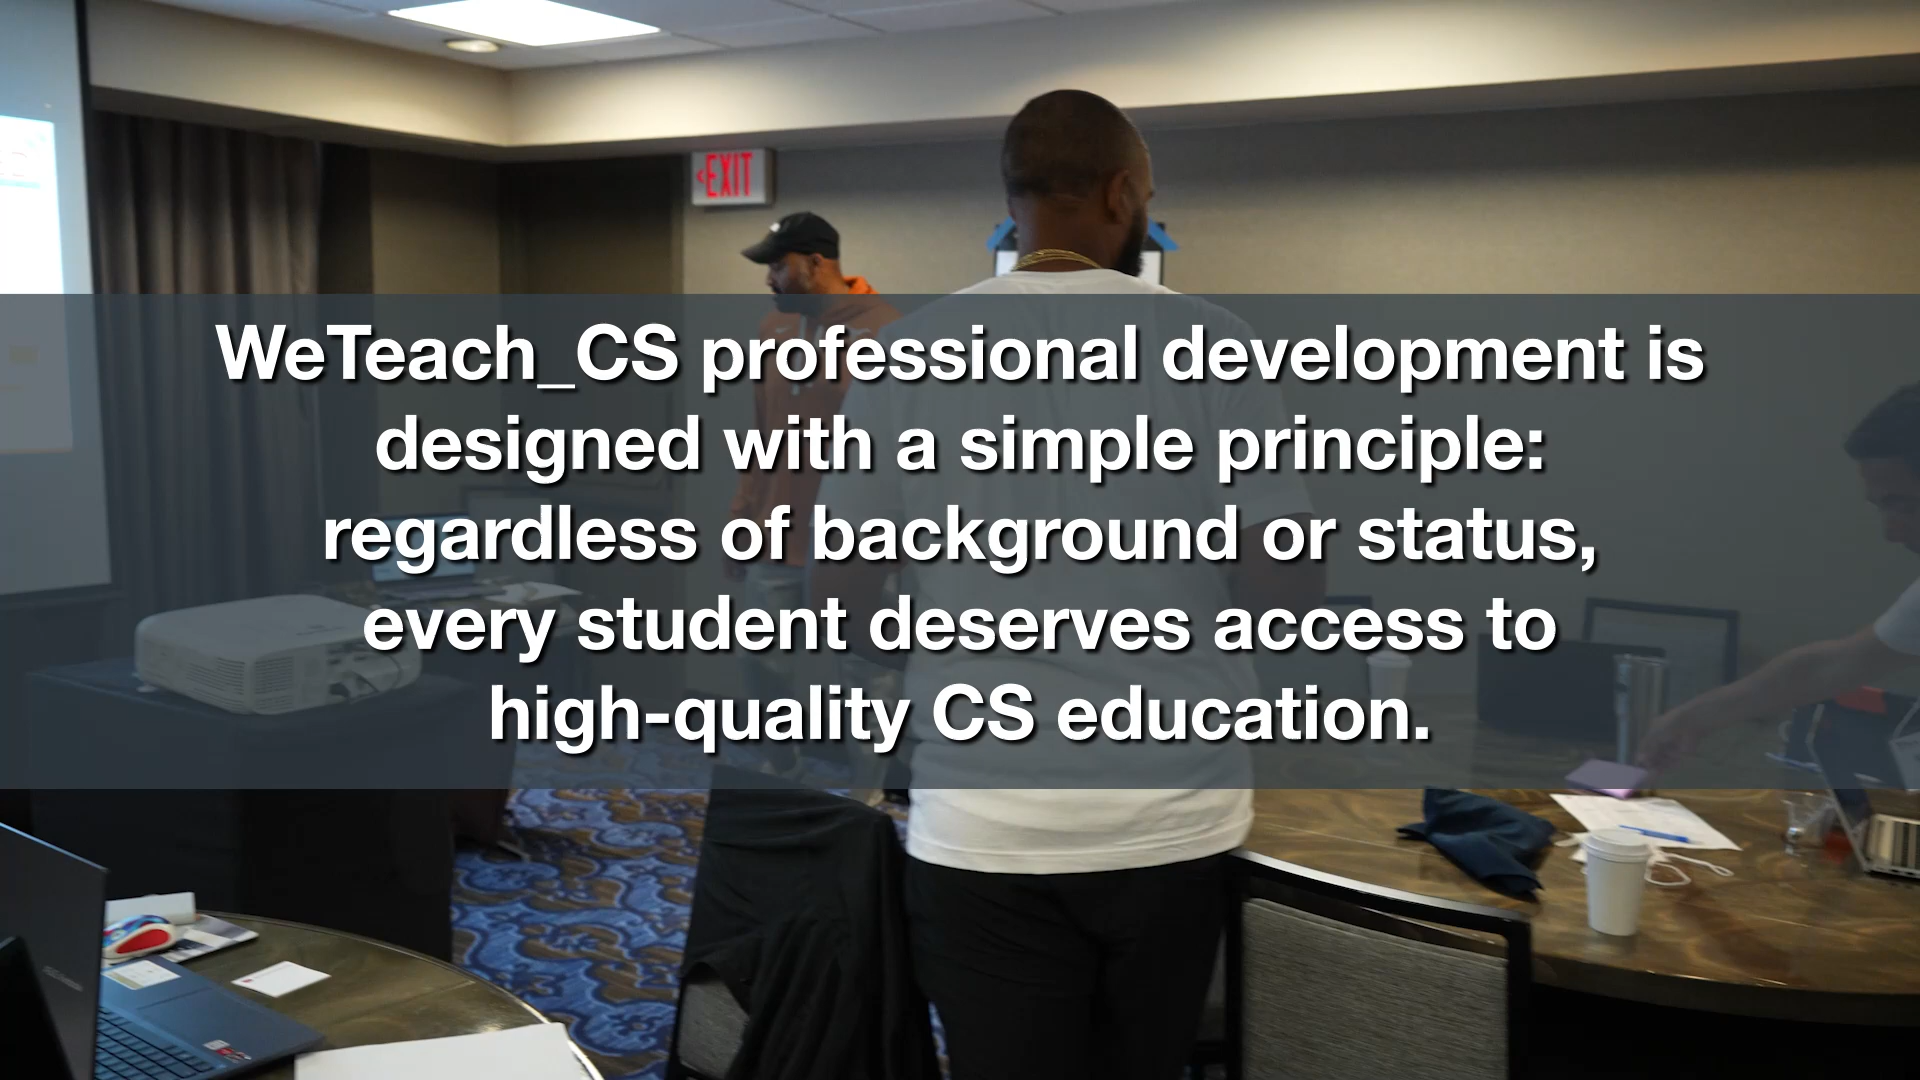 EXIT
WeTeach_CS professional development is
designed with a simple principle:
regardless of background or status,
every student deserves access to
high-quality CS education.